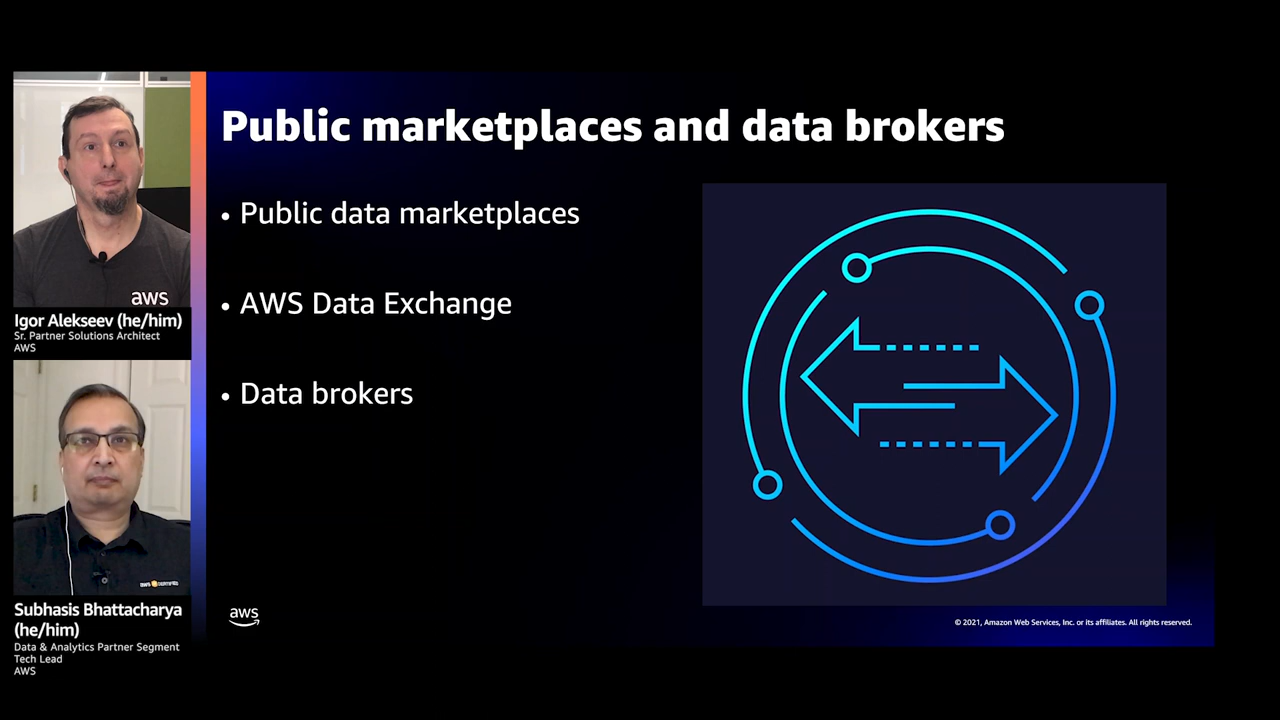 Public marketplaces and data brokers
• Public data marketplaces
• AWS Data Exchange
• Data brokers
aws
Igor Alekseev (he/him)
Sr. Partner Solutions Architect
AWS
Subhasis Bhattacharya
(he/him)
Data & Analytics Partner Segment
Tech Lead
AWS
aws
© 2021, Amazon Web Services, Inc. or its affiliates. All rights reserved.